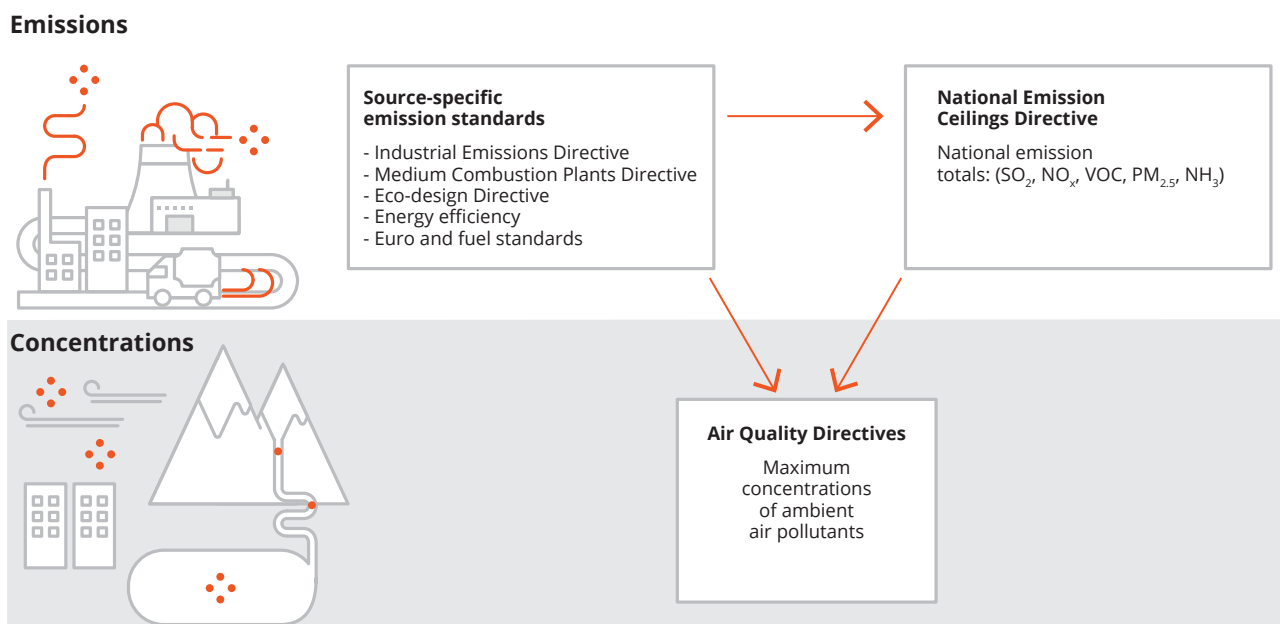 Emissions
Source-specific
emission standards
- Industrial Emissions Directive
- Medium Combustion Plants Directive
- Eco-design Directive
- Energy efficiency
- Euro and fuel standards
National Emission
Ceilings Directive
National emission
totals: (SO₂, NOₓ, VOC, PM₂.₅, NH₃)
Concentrations
Air Quality Directives
Maximum
concentrations
of ambient
air pollutants